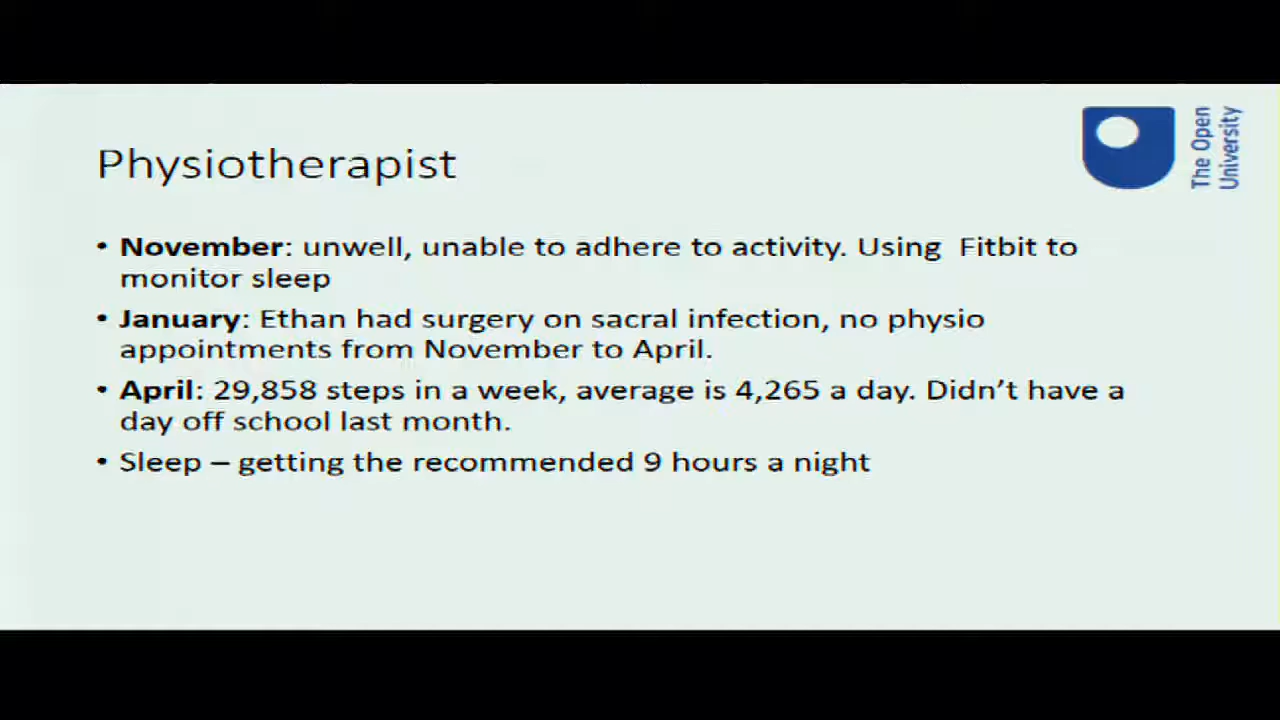 Physiotherapist
The Open
University
• November: unwell, unable to adhere to activity. Using Fitbit to
monitor sleep
• January: Ethan had surgery on sacral infection, no physio
appointments from November to April.
• April: 29,858 steps in a week, average is 4,265 a day. Didn’t have a
day off school last month.
• Sleep – getting the recommended 9 hours a night